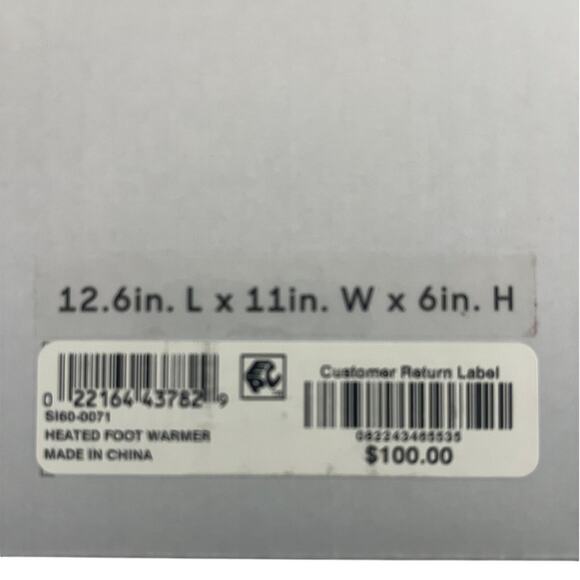 12.6in. L x 11in. W x 6in. H
0 22164 43782 9
SI60-0071
HEATED FOOT WARMER
MADE IN CHINA
Customer Return Label
082243485535
$100.00